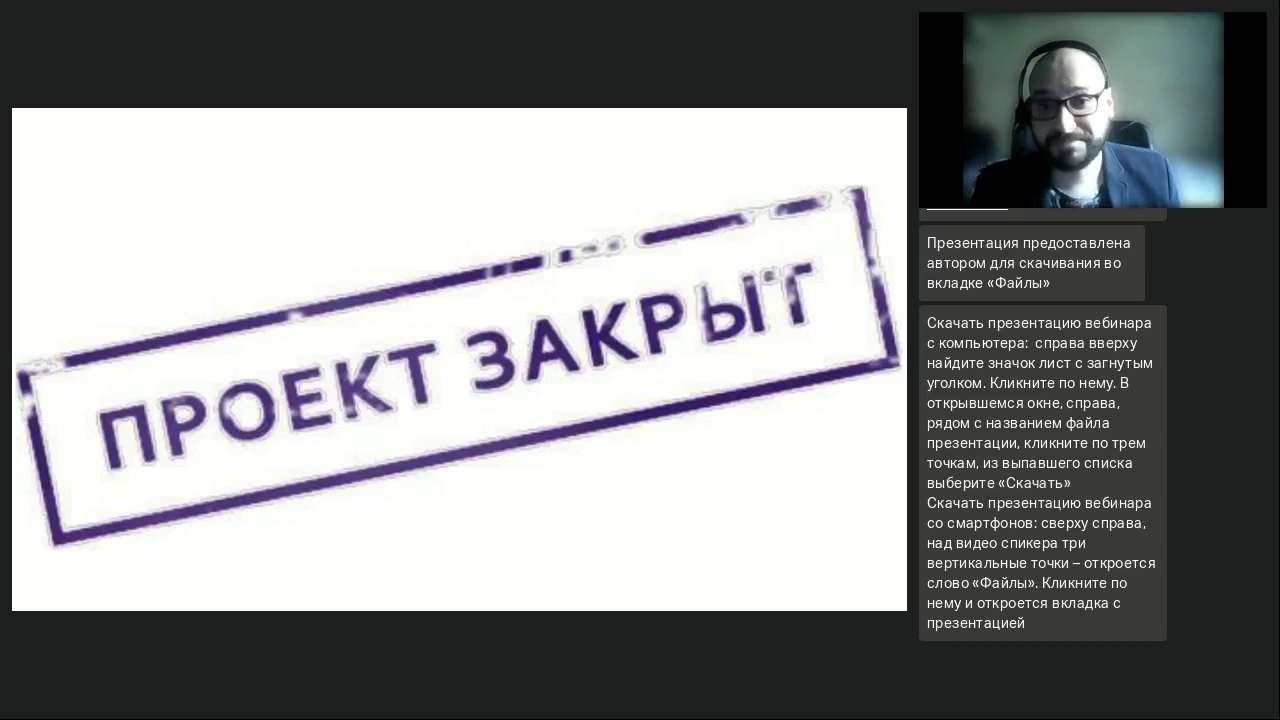 ПРОЕКТ ЗАКРЫТ
Презентация предоставлена
автором для скачивания во
вкладке «Файлы»
Скачать презентацию вебинара
с компьютера: справа вверху
найдите значок лист с загнутым
уголком. Кликните по нему. В
открывшемся окне, справа,
рядом с названием файла
презентации, кликните по трем
точкам, из выпавшего списка
выберите «Скачать»
Скачать презентацию вебинара
со смартфонов: сверху справа,
над видео спикера три
вертикальные точки – откроется
слово «Файлы». Кликните по
нему и откроется вкладка с
презентацией